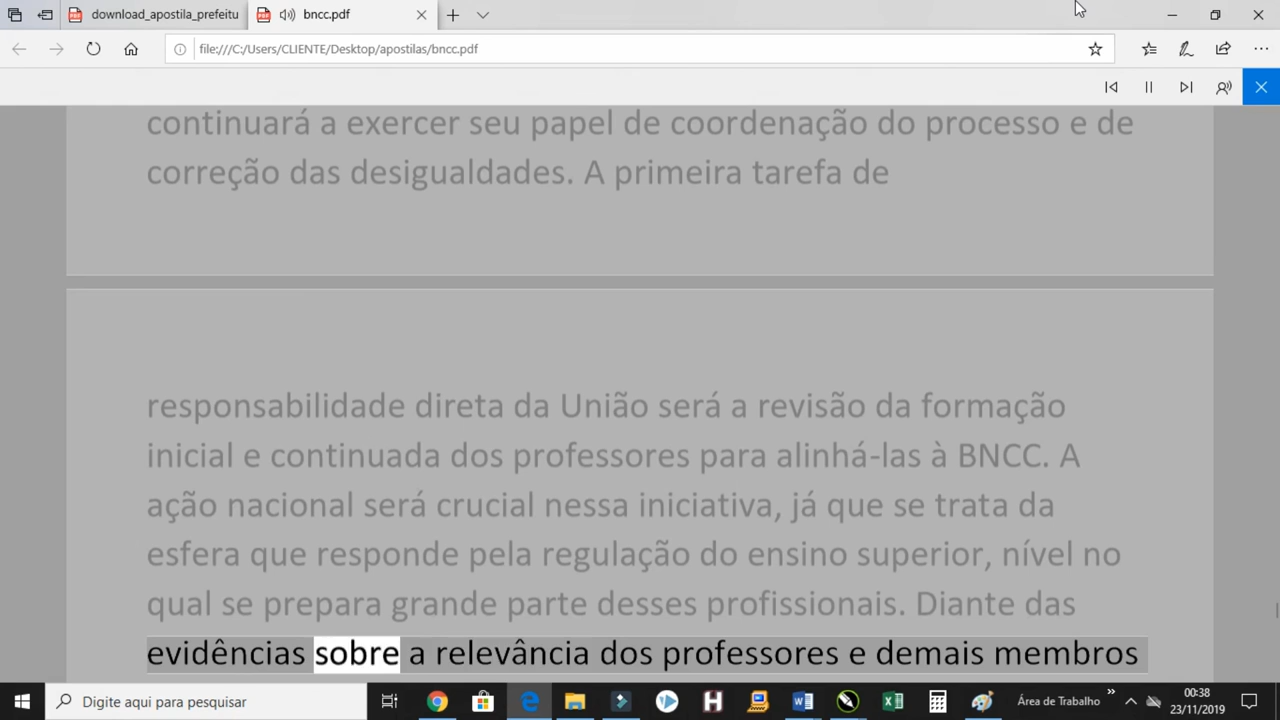 download_apostila_prefeitu
bncc.pdf
file:///C:/Users/CLIENTE/Desktop/apostilas/bncc.pdf
continuará a exercer seu papel de coordenação do processo e de
correção das desigualdades. A primeira tarefa de
responsabilidade direta da União será a revisão da formação
inicial e continuada dos professores para alinhá-las à BNCC. A
ação nacional será crucial nessa iniciativa, já que se trata da
esfera que responde pela regulação do ensino superior, nível no
qual se prepara grande parte desses profissionais. Diante das
evidências sobre a relevância dos professores e demais membros
Digite aqui para pesquisar
Área de Trabalho
00:38
23/11/2019